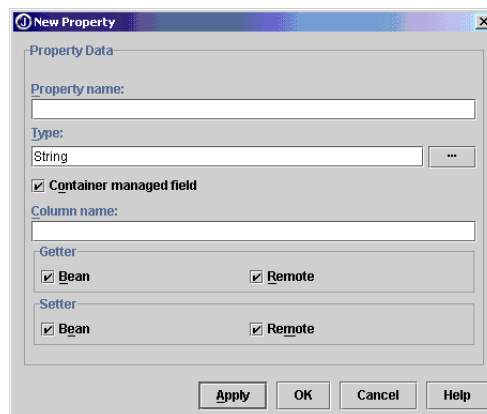 New Property
Property Data
Property name:
Type:
String
...
Container managed field
Column name:
Getter
Bean Remote
Setter
Bean Remote
Apply OK Cancel Help